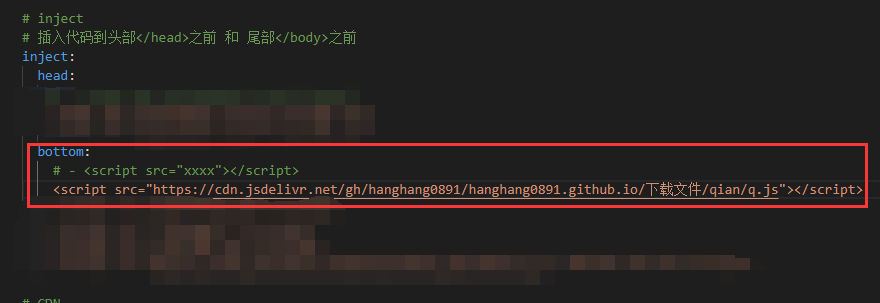 # inject
# 插入代码到头部</head>之前 和 尾部</body>之前
inject:
head:
bottom:
# - <script src="xxxx"></script>
<script src="https://cdn.jsdelivr.net/gh/hanghang0891/hanghang0891.github.io/下载文件/qian/q.js"></script>
# CDN